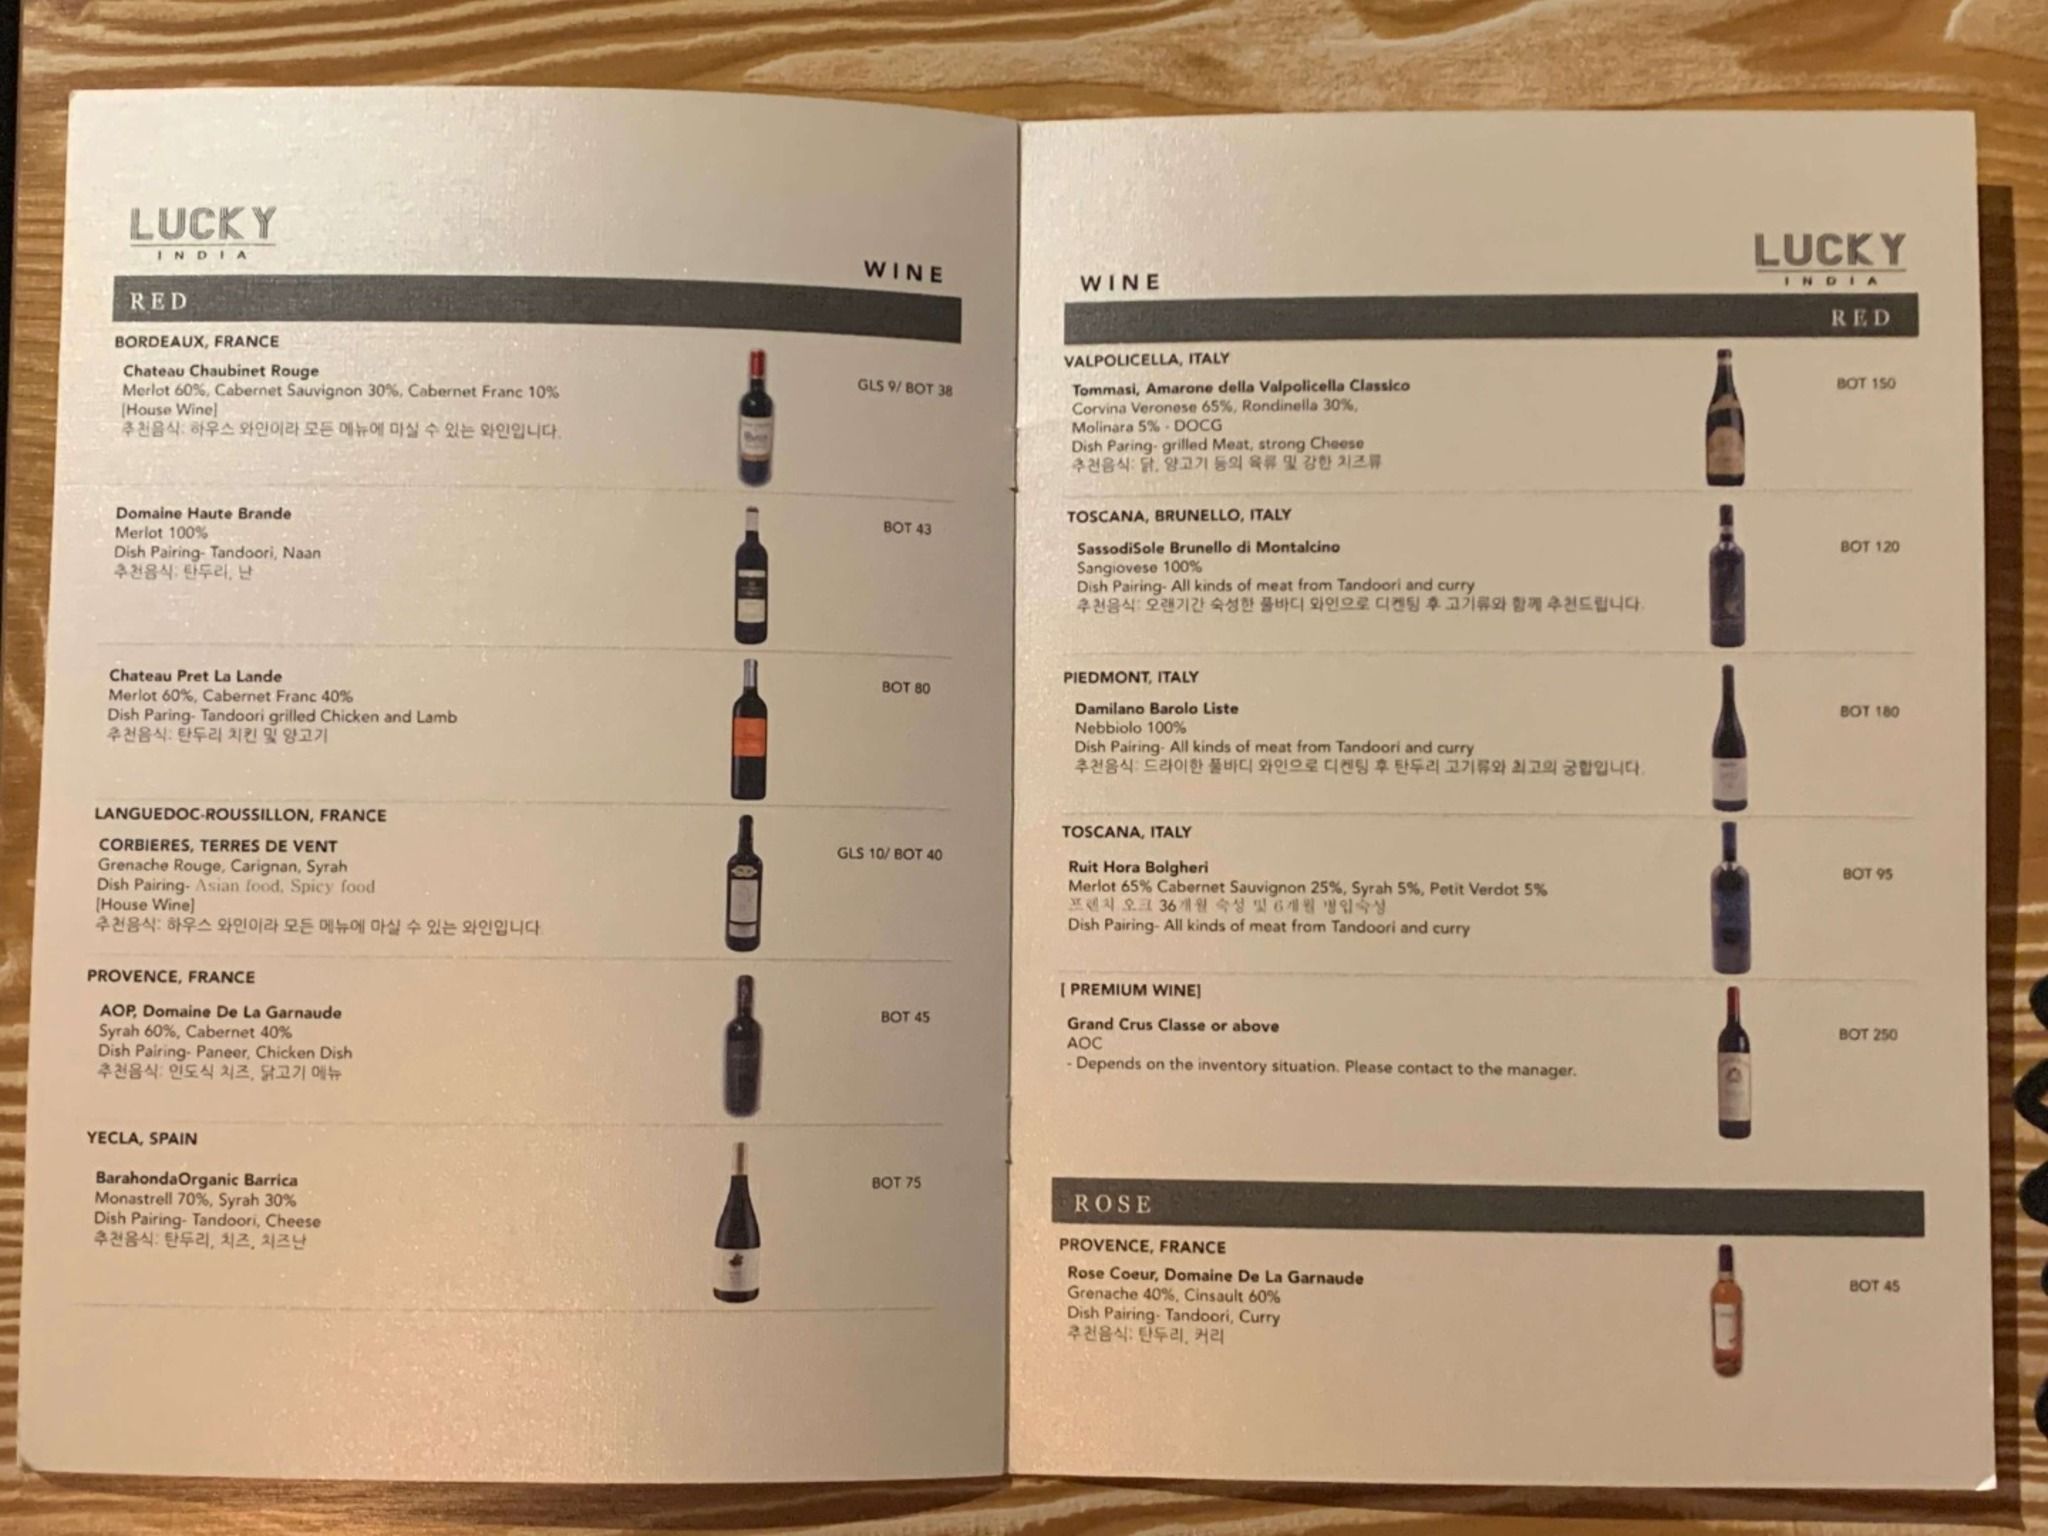 LUCKY
INDIA
WINE
RED
BORDEAUX, FRANCE
Chateau Chaubinet Rouge
Merlot 60%, Cabernet Sauvignon 30%, Cabernet Franc 10%
[House Wine]
추천음식: 하우스 와인이라 모든 메뉴에 마실 수 있는 와인입니다.
GLS 9/ BOT 38
Domaine Haute Brande
Merlot 100%
Dish Pairing- Tandoori, Naan
추천음식: 탄두리, 난
BOT 43
Chateau Pret La Lande
Merlot 60%, Cabernet Franc 40%
Dish Paring- Tandoori grilled Chicken and Lamb
추천음식: 탄두리 치킨 및 양고기
BOT 80
LANGUEDOC-ROUSSILLON, FRANCE
CORBIERES, TERRES DE VENT
Grenache Rouge, Carignan, Syrah
Dish Pairing- Asian food, Spicy food
[House Wine]
추천음식: 하우스 와인이라 모든 메뉴에 마실 수 있는 와인입니다
GLS 10/ BOT 40
PROVENCE, FRANCE
AOP, Domaine De La Garnaude
Syrah 60%, Cabernet 40%
Dish Pairing- Paneer, Chicken Dish
추천음식: 인도식 치즈, 닭고기 메뉴
BOT 45
YECLA, SPAIN
BarahondaOrganic Barrica
Monastrell 70%, Syrah 30%
Dish Pairing- Tandoori, Cheese
추천음식: 탄두리, 치즈, 치즈난
BOT 75
WINE
LUCKY
INDIA
RED
VALPOLICELLA, ITALY
Tommasi, Amarone della Valpolicella Classico
Corvina Veronese 65%, Rondinella 30%,
Molinara 5% - DOCG
Dish Paring- grilled Meat, strong Cheese
추천음식: 닭, 양고기 등의 육류 및 강한 치즈류
BOT 150
TOSCANA, BRUNELLO, ITALY
SassodiSole Brunello di Montalcino
Sangiovese 100%
Dish Pairing- All kinds of meat from Tandoori and curry
추천음식: 오랜기간 숙성한 풀바디 와인으로 디켄팅 후 고기류와 함께 추천드립니다.
BOT 120
PIEDMONT, ITALY
Damilano Barolo Liste
Nebbiolo 100%
Dish Pairing- All kinds of meat from Tandoori and curry
추천음식: 드라이한 풀바디 와인으로 디켄팅 후 탄두리 고기류와 최고의 궁합입니다.
BOT 180
TOSCANA, ITALY
Ruit Hora Bolgheri
Merlot 65% Cabernet Sauvignon 25%, Syrah 5%, Petit Verdot 5%
프렌치 오크 36개월 숙성 및 6개월 병입숙성
Dish Pairing- All kinds of meat from Tandoori and curry
BOT 95
[ PREMIUM WINE]
Grand Crus Classe or above
AOC
- Depends on the inventory situation. Please contact to the manager.
BOT 250
ROSE
PROVENCE, FRANCE
Rose Coeur, Domaine De La Garnaude
Grenache 40%, Cinsault 60%
Dish Pairing- Tandoori, Curry
추천음식: 탄두리, 커리
BOT 45